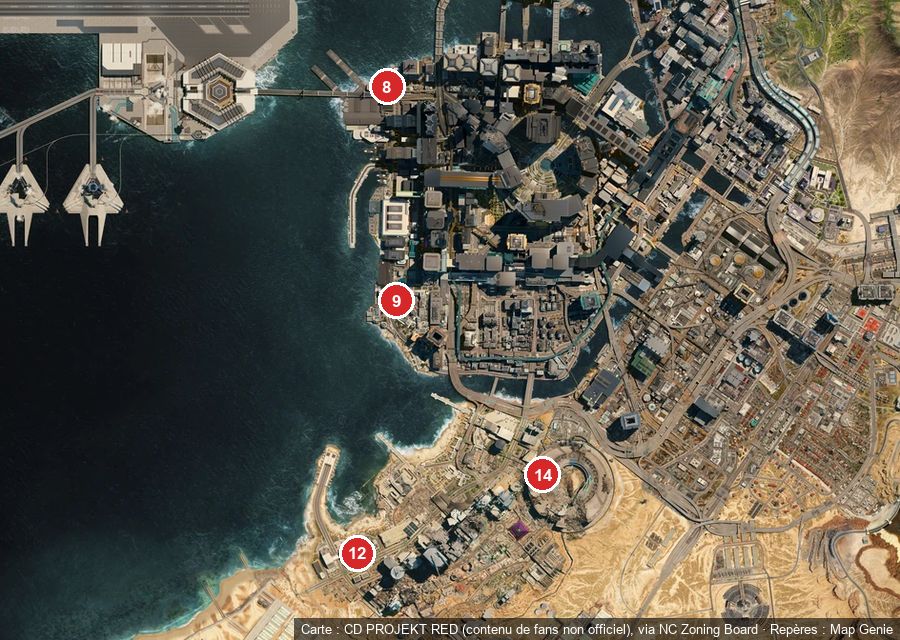 8
9
14
12
Carte : CD PROJEKT RED (contenu de fans non officiel), via NC Zoning Board · Repères : Map Genie